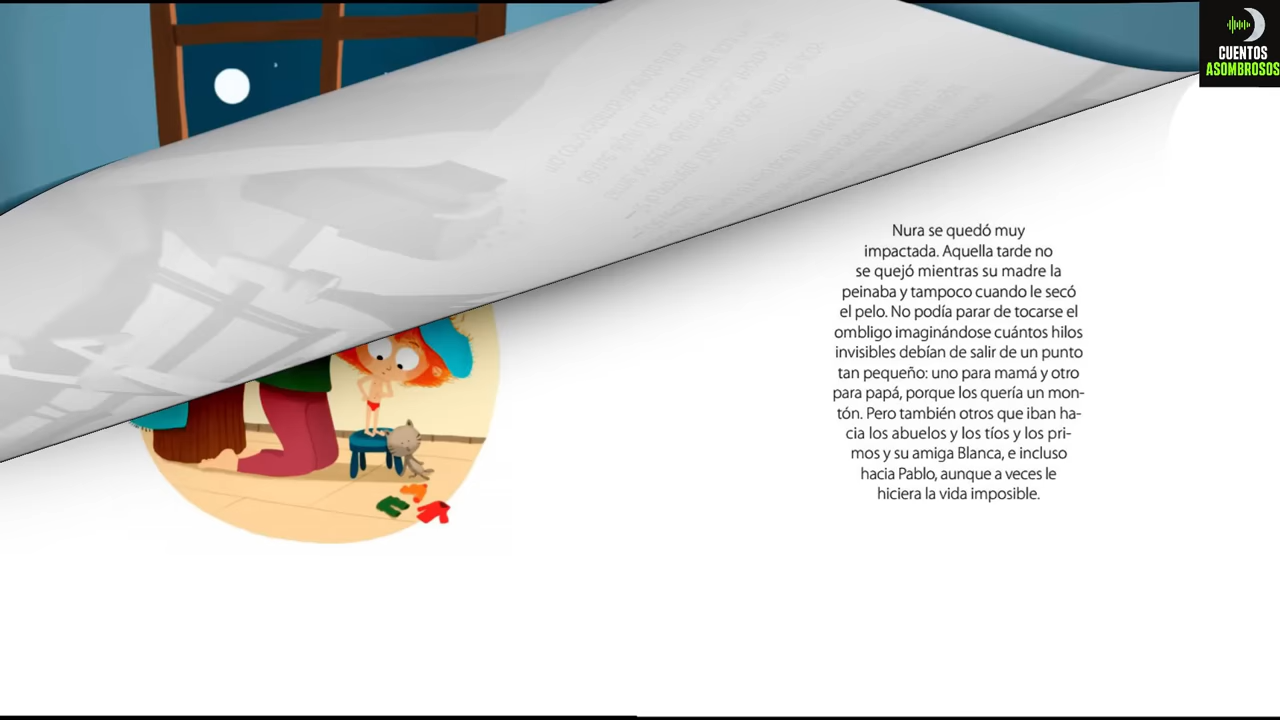 CUENTOS
ASOMBROSOS
Nura se quedó muy
impactada. Aquella tarde no
se quejó mientras su madre la
peinaba y tampoco cuando le secó
el pelo. No podía parar de tocarse el
ombligo imaginándose cuántos hilos
invisibles debían de salir de un punto
tan pequeño: uno para mamá y otro
para papá, porque los quería un mon-
tón. Pero también otros que iban ha-
cia los abuelos y los tíos y los pri-
mos y su amiga Blanca, e incluso
hacia Pablo, aunque a veces le
hiciera la vida imposible.